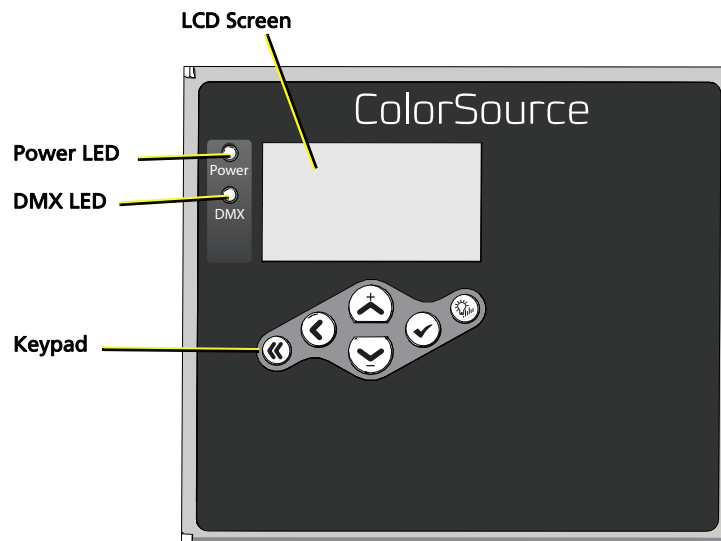 LCD Screen
ColorSource
Power LED
Power
DMX LED
DMX
+
Keypad
-